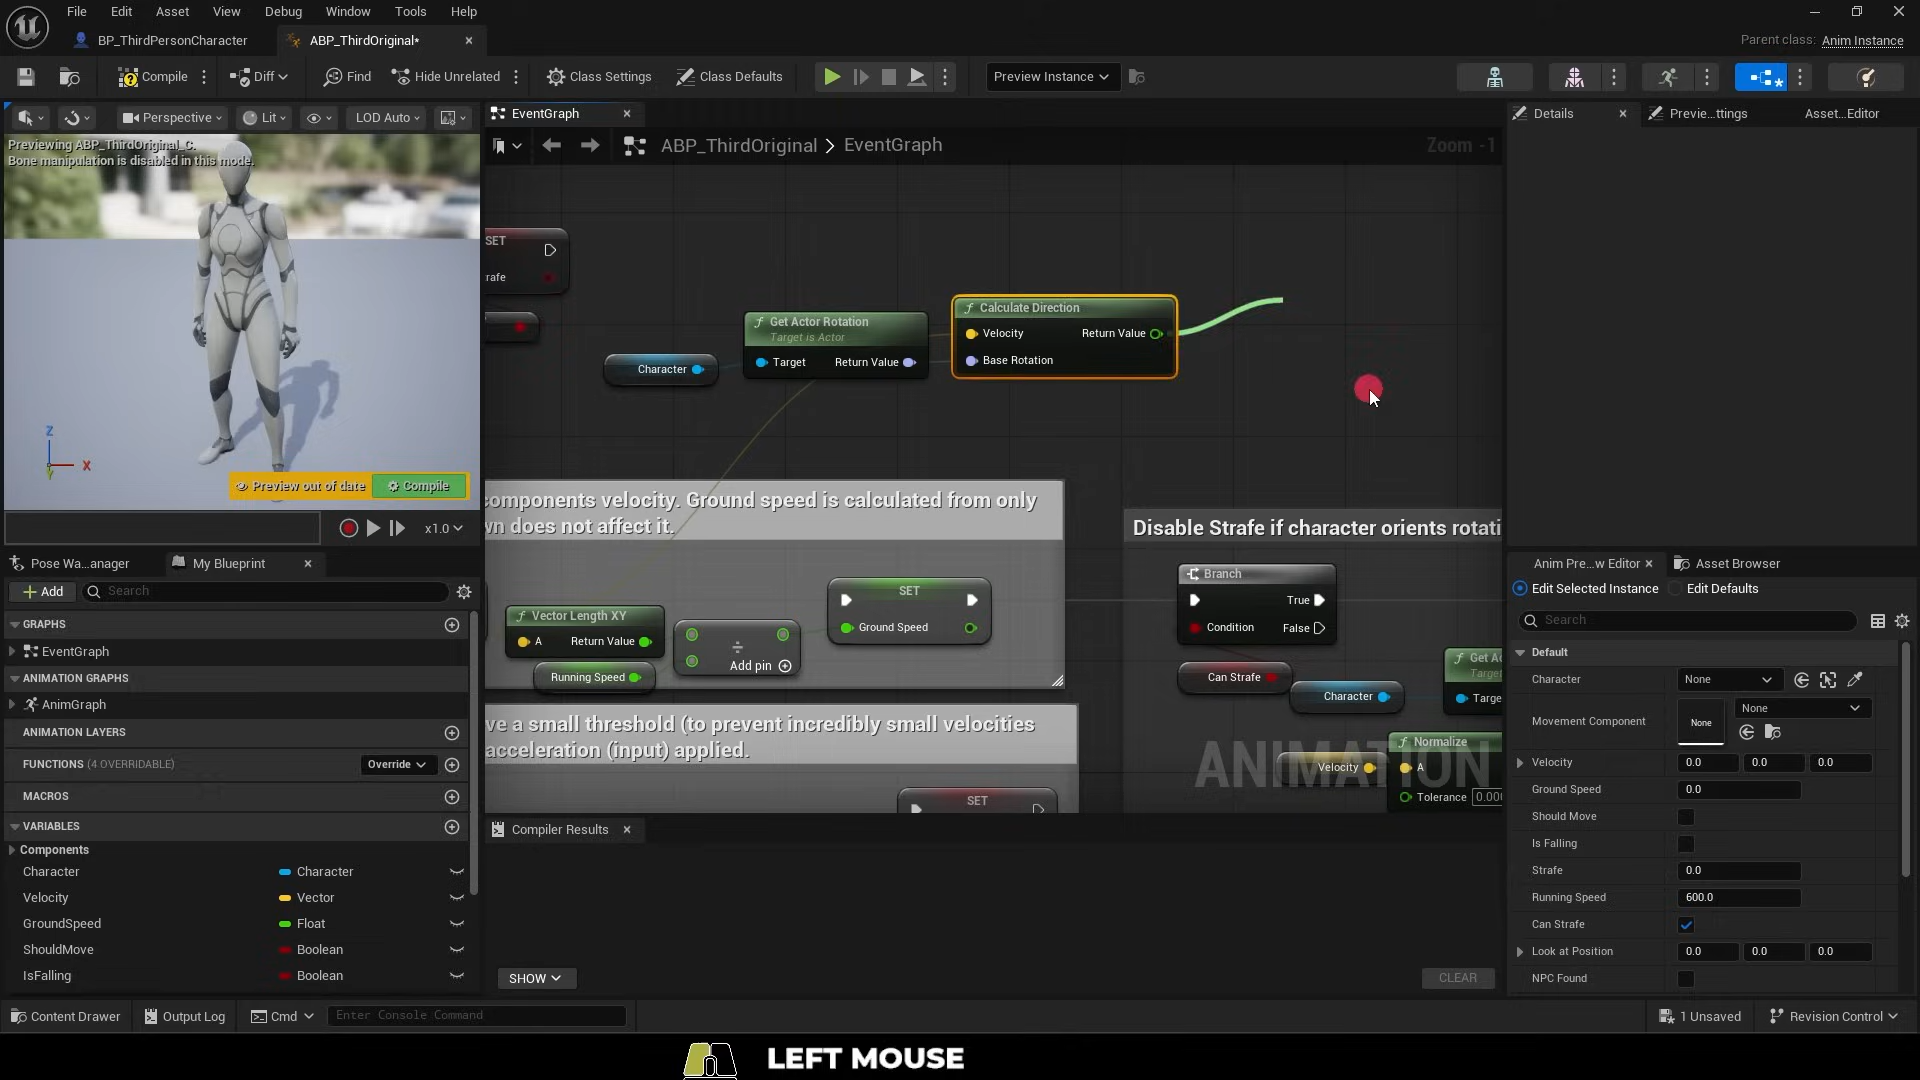 File Edit Asset View Debug Window Tools Help
BP_ThirdPersonCharacter
ABP_ThirdOriginal*
Parent class: Anim Instance
Compile
Diff
Find
Hide Unrelated
Class Settings
Class Defaults
Preview Instance
Perspective
Lit
LOD Auto
Previewing ABP_ThirdOriginal_C.
Bone manipulation is disabled in this mode.
Z
X
Y
Preview out of date
Compile
x1.0
Pose Wa...anager
My Blueprint
Add
Search
GRAPHS
EventGraph
ANIMATION GRAPHS
AnimGraph
ANIMATION LAYERS
FUNCTIONS (4 OVERRIDABLE)
Override
MACROS
VARIABLES
Components
Character Character
Velocity Vector
GroundSpeed Float
ShouldMove Boolean
IsFalling Boolean
EventGraph
ABP_ThirdOriginal > EventGraph
Zoom -1
SET
rafe
Character
Get Actor Rotation
Target is Actor
Target Return Value
Calculate Direction
Velocity Return Value
Base Rotation
components velocity. Ground speed is calculated from only
wn does not affect it.
Vector Length XY
A Return Value
Running Speed
÷
Add pin
SET
Ground Speed
ve a small threshold (to prevent incredibly small velocities
acceleration (input) applied.
SET
Disable Strafe if character orients rotati
Branch
True
Condition False
Can Strafe
Character
Get Ac
Targe
Targe
Velocity
Normalize
A
Tolerance 0.000
ANIMATION
Compiler Results
SHOW
CLEAR
Details
Previe...ttings
Asset...Editor
Anim Pre...w Editor
Asset Browser
Edit Selected Instance
Edit Defaults
Search
Default
Character None
Movement Component None None
Velocity 0.0 0.0 0.0
Ground Speed 0.0
Should Move
Is Falling
Strafe 0.0
Running Speed 600.0
Can Strafe
Look at Position 0.0 0.0 0.0
NPC Found
Content Drawer
Output Log
Cmd
Enter Console Command
1 Unsaved
Revision Control
LEFT MOUSE